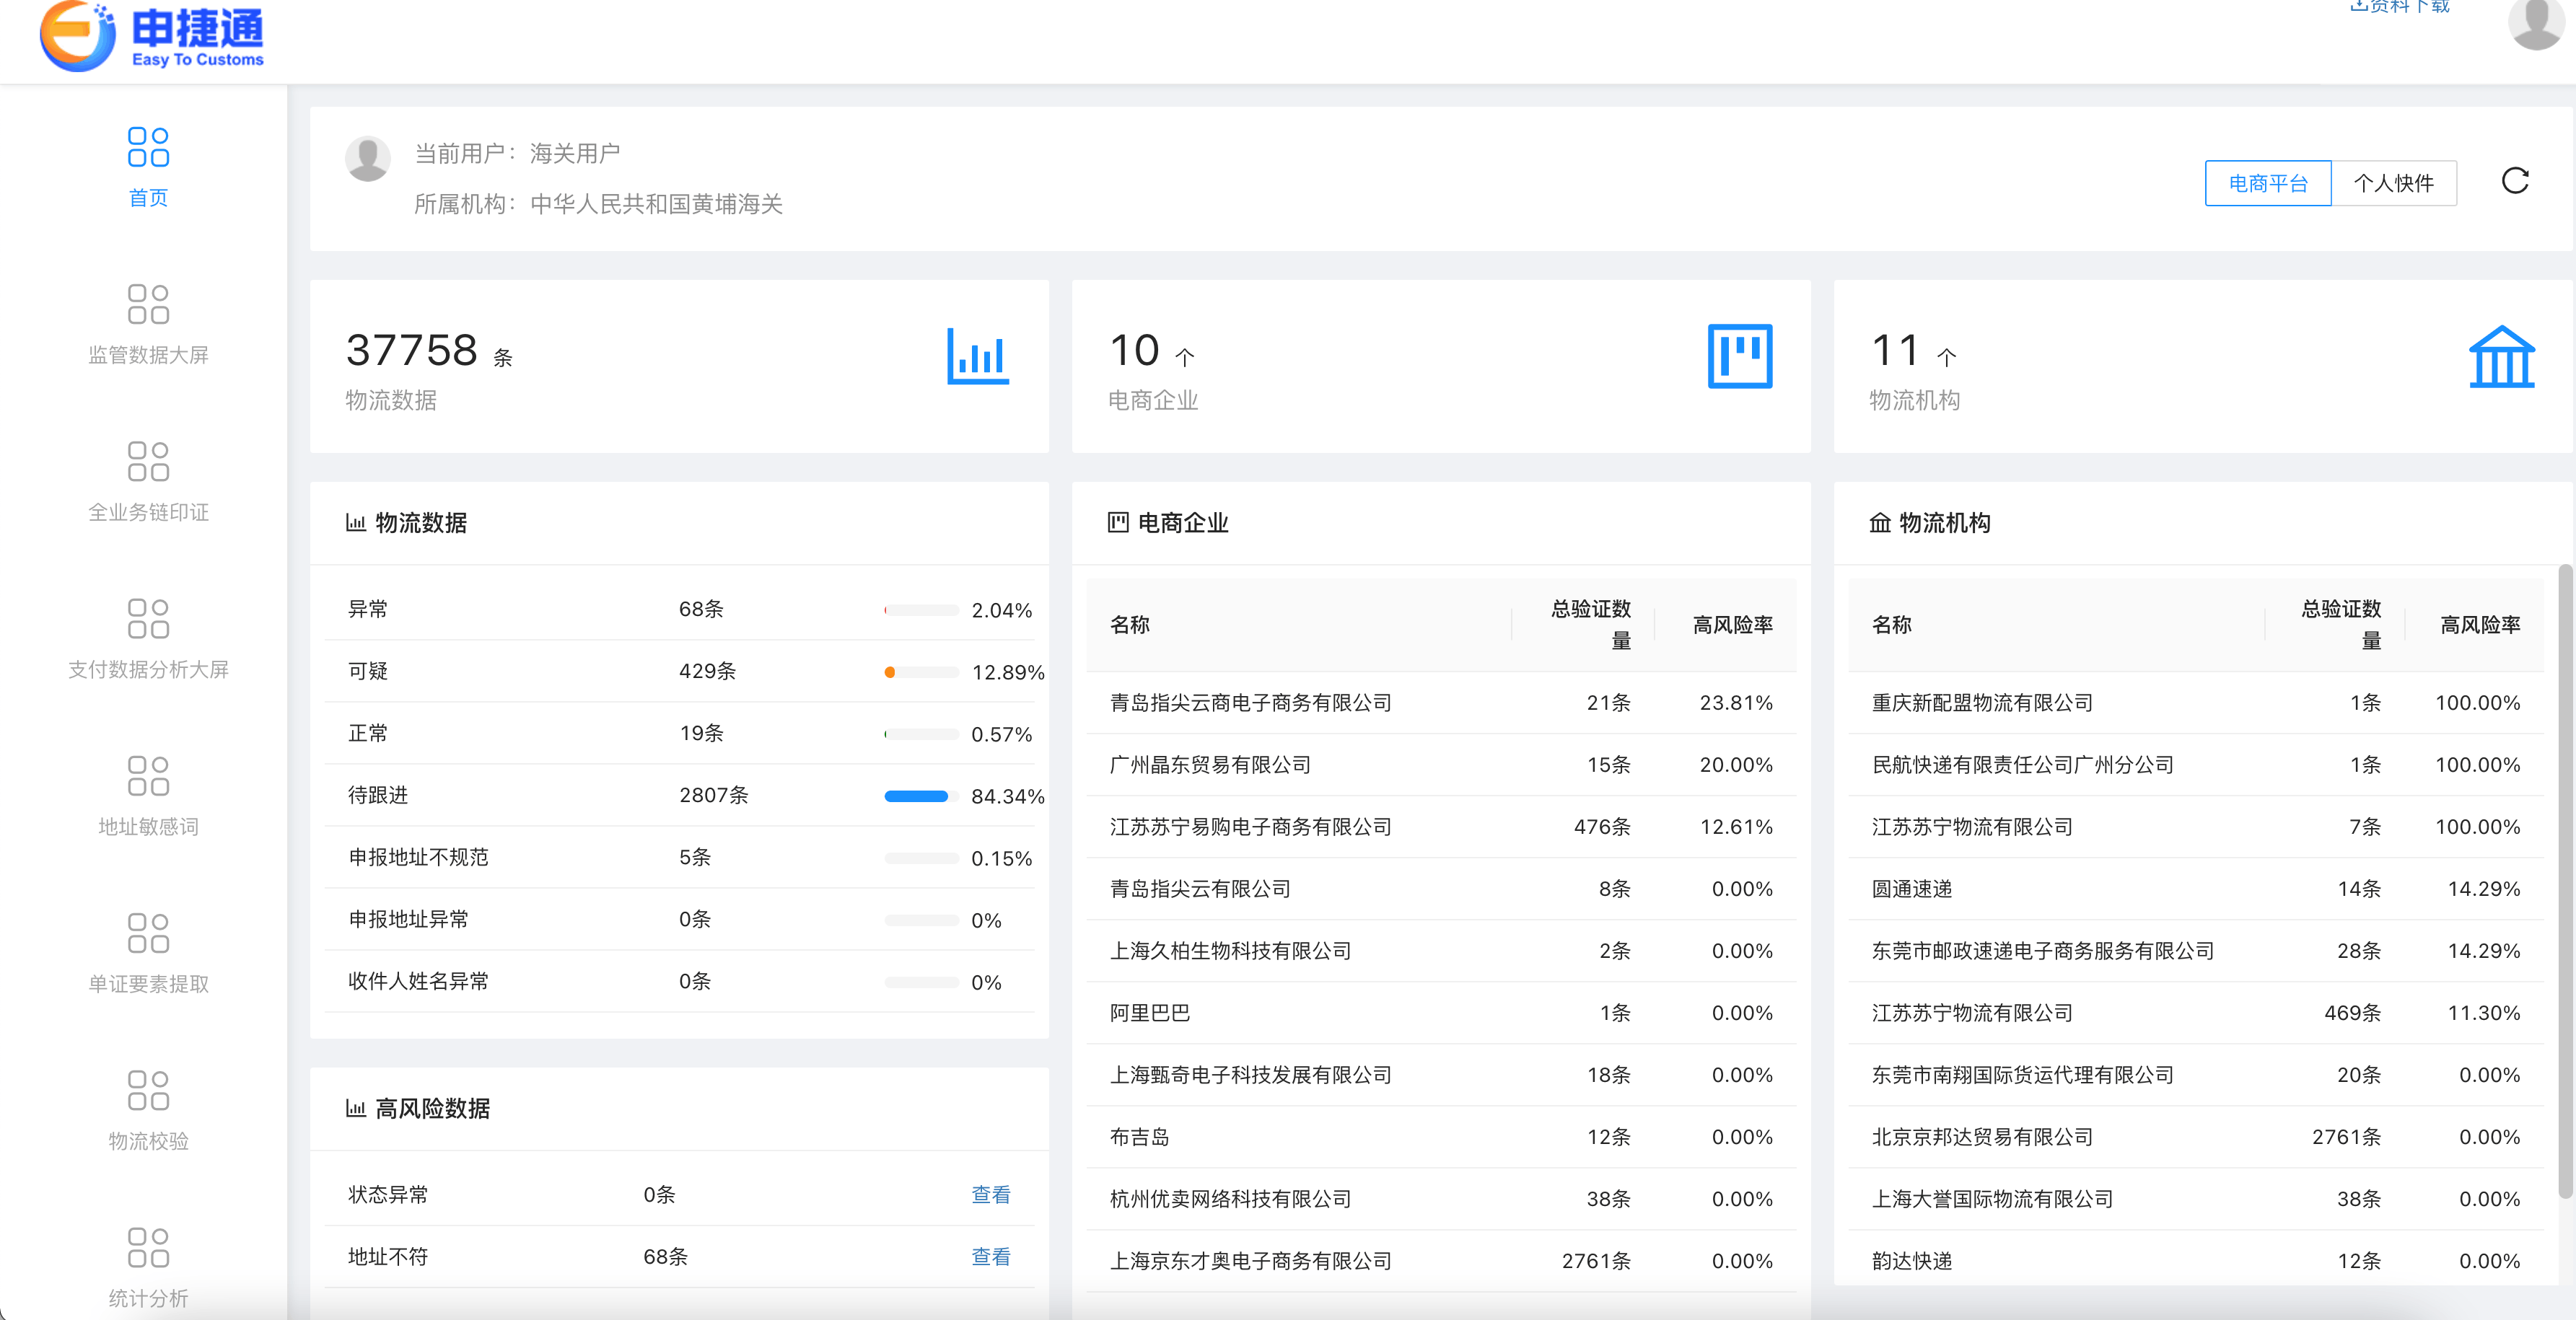 申捷通
Easy To Customs
资料下载
首页
监管数据大屏
全业务链印证
支付数据分析大屏
地址敏感词
单证要素提取
物流校验
统计分析
当前用户：海关用户
所属机构：中华人民共和国黄埔海关
电商平台 个人快件
37758 条
物流数据
10 个
电商企业
11 个
物流机构
物流数据
异常 68条 2.04%
可疑 429条 12.89%
正常 19条 0.57%
待跟进 2807条 84.34%
申报地址不规范 5条 0.15%
申报地址异常 0条 0%
收件人姓名异常 0条 0%
高风险数据
状态异常 0条 查看
地址不符 68条 查看
电商企业
名称 总验证数量 高风险率
青岛指尖云商电子商务有限公司 21条 23.81%
广州晶东贸易有限公司 15条 20.00%
江苏苏宁易购电子商务有限公司 476条 12.61%
青岛指尖云有限公司 8条 0.00%
上海久柏生物科技有限公司 2条 0.00%
阿里巴巴 1条 0.00%
上海甄奇电子科技发展有限公司 18条 0.00%
布吉岛 12条 0.00%
杭州优卖网络科技有限公司 38条 0.00%
上海京东才奥电子商务有限公司 2761条 0.00%
物流机构
名称 总验证数量 高风险率
重庆新配盟物流有限公司 1条 100.00%
民航快递有限责任公司广州分公司 1条 100.00%
江苏苏宁物流有限公司 7条 100.00%
圆通速递 14条 14.29%
东莞市邮政速递电子商务服务有限公司 28条 14.29%
江苏苏宁物流有限公司 469条 11.30%
东莞市南翔国际货运代理有限公司 20条 0.00%
北京京邦达贸易有限公司 2761条 0.00%
上海大誉国际物流有限公司 38条 0.00%
韵达快递 12条 0.00%